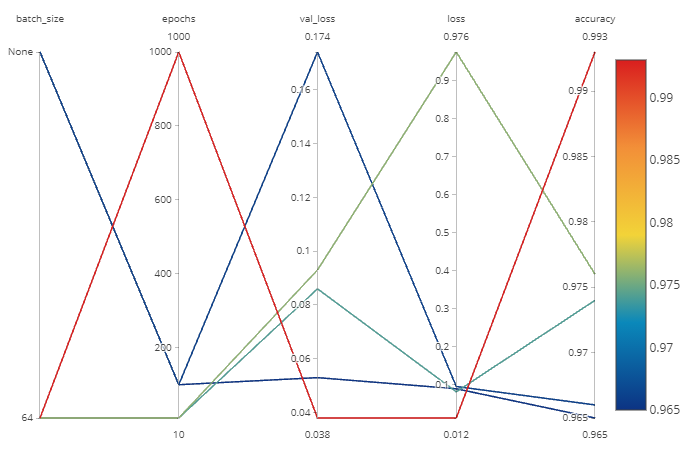 batch_size epochs val_loss loss accuracy
1000 0.174 0.976 0.993
None 1000
0.99 0.99
0.16 0.9
800 0.8
0.14 0.985 0.985
0.7
600 0.12 0.6 0.98 0.98
0.5
0.1 0.975 0.975
400 0.4
0.08 0.3
200 0.06 0.2 0.97 0.97
0.1
64 0.04 0.965 0.965
10 0.038 0.012 0.965